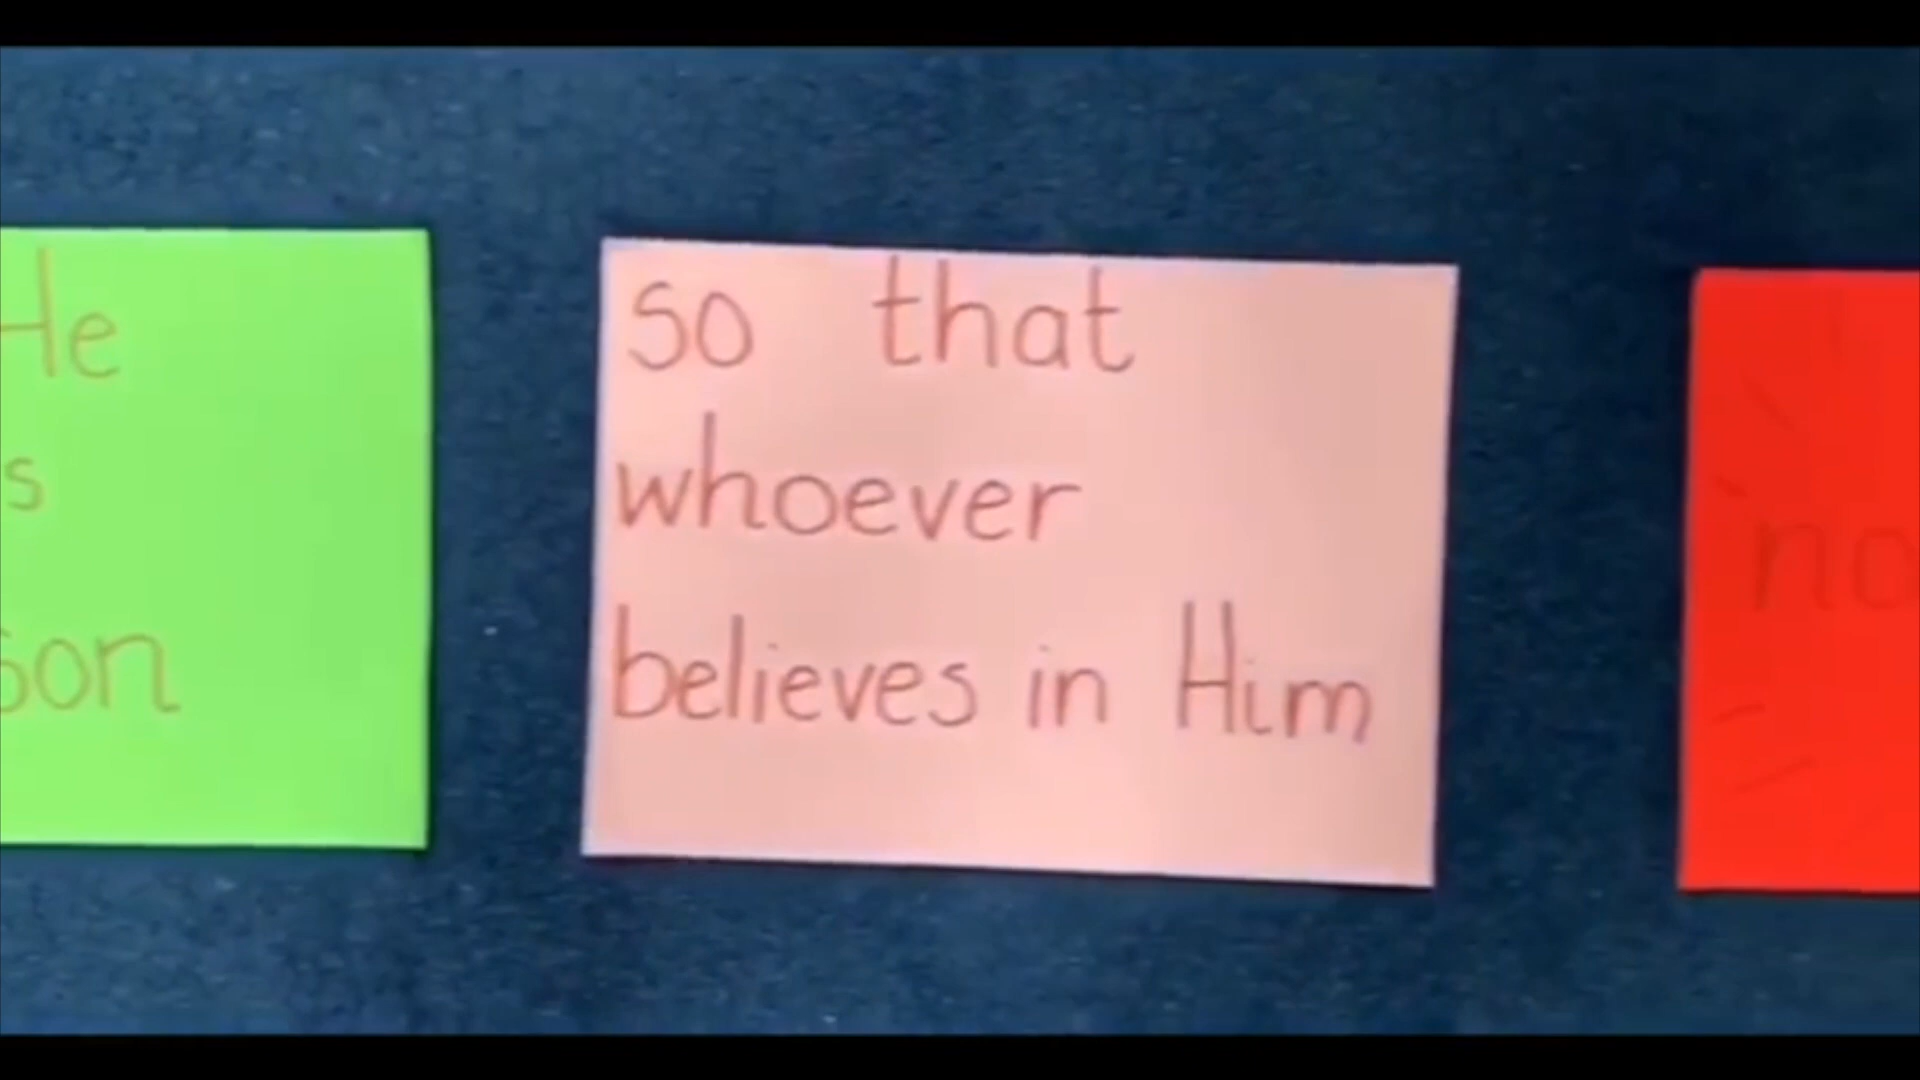 He
s
son
so that
whoever
believes in Him
no